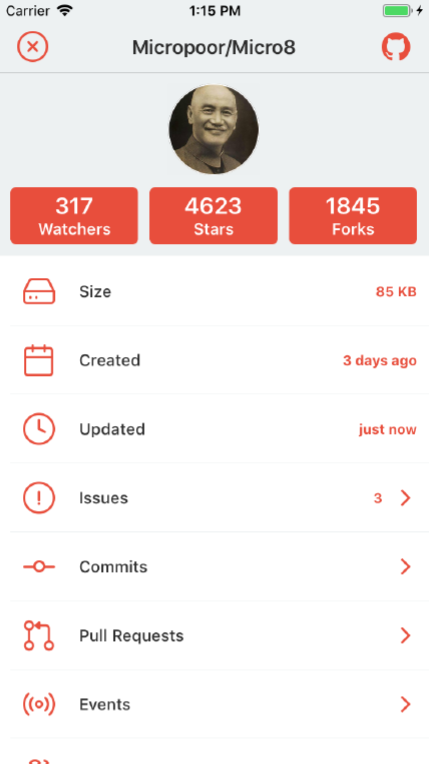 Carrier 1:15 PM
Micropoor/Micro8
317 4623 1845
Watchers Stars Forks
Size 85 KB
Created 3 days ago
Updated just now
Issues 3
Commits
Pull Requests
Events